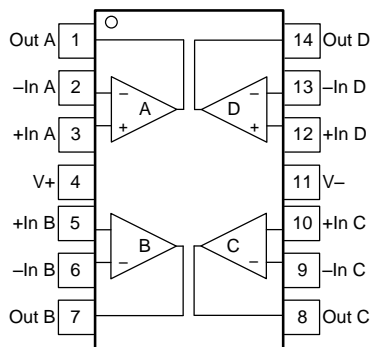 Out A 1 14 Out D
–In A 2 – – 13 –In D
A D
+In A 3 + + 12 +In D
V+ 4 11 V–
+In B 5 10 +In C
B C
–In B 6 – – 9 –In C
Out B 7 8 Out C